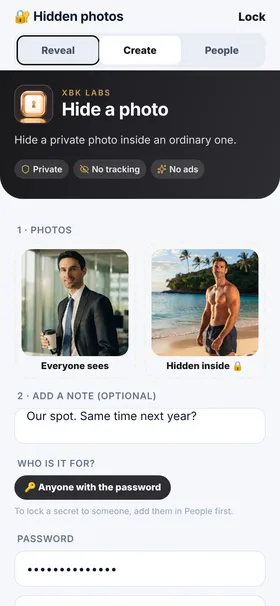 🔐 Hidden photos
Lock
Reveal
Create
People
XBK LABS
Hide a photo
Hide a private photo inside an ordinary one.
Private
No tracking
No ads
1 · PHOTOS
Everyone sees
Hidden inside 🔒
2 · ADD A NOTE (OPTIONAL)
Our spot. Same time next year?
WHO IS IT FOR?
🔑 Anyone with the password
To lock a secret to someone, add them in People first.
PASSWORD
••••••••••••••